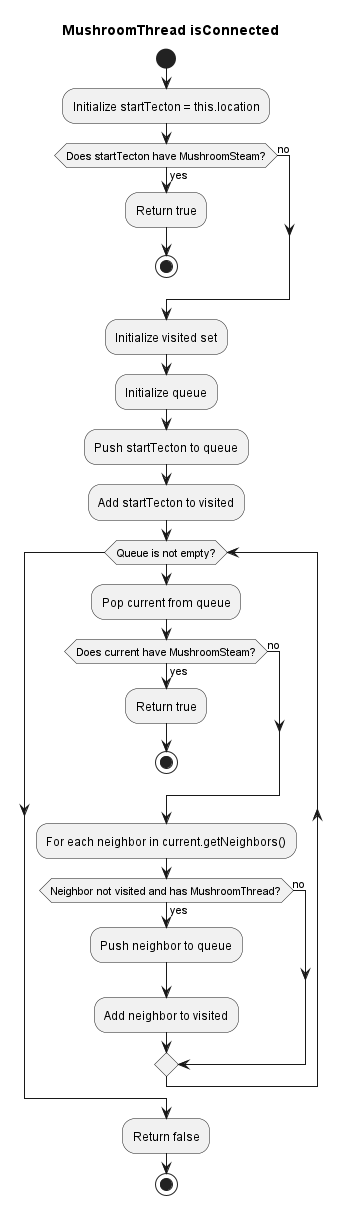 MushroomThread isConnected
Initialize startTecton = this.location
Does startTecton have MushroomSteam?
no
yes
Return true
Initialize visited set
Initialize queue
Push startTecton to queue
Add startTecton to visited
Queue is not empty?
Pop current from queue
Does current have MushroomSteam?
no
yes
Return true
For each neighbor in current.getNeighbors()
Neighbor not visited and has MushroomThread?
no
yes
Push neighbor to queue
Add neighbor to visited
Return false